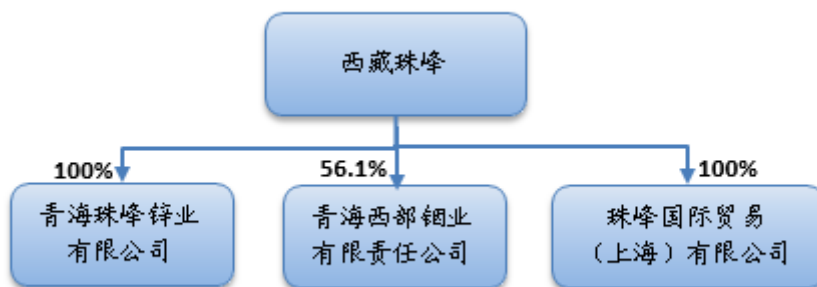 西藏珠峰
100%
56.1%
100%
青海珠峰锌业
有限公司
青海西部铟业
有限责任公司
珠峰国际贸易
（上海）有限公司